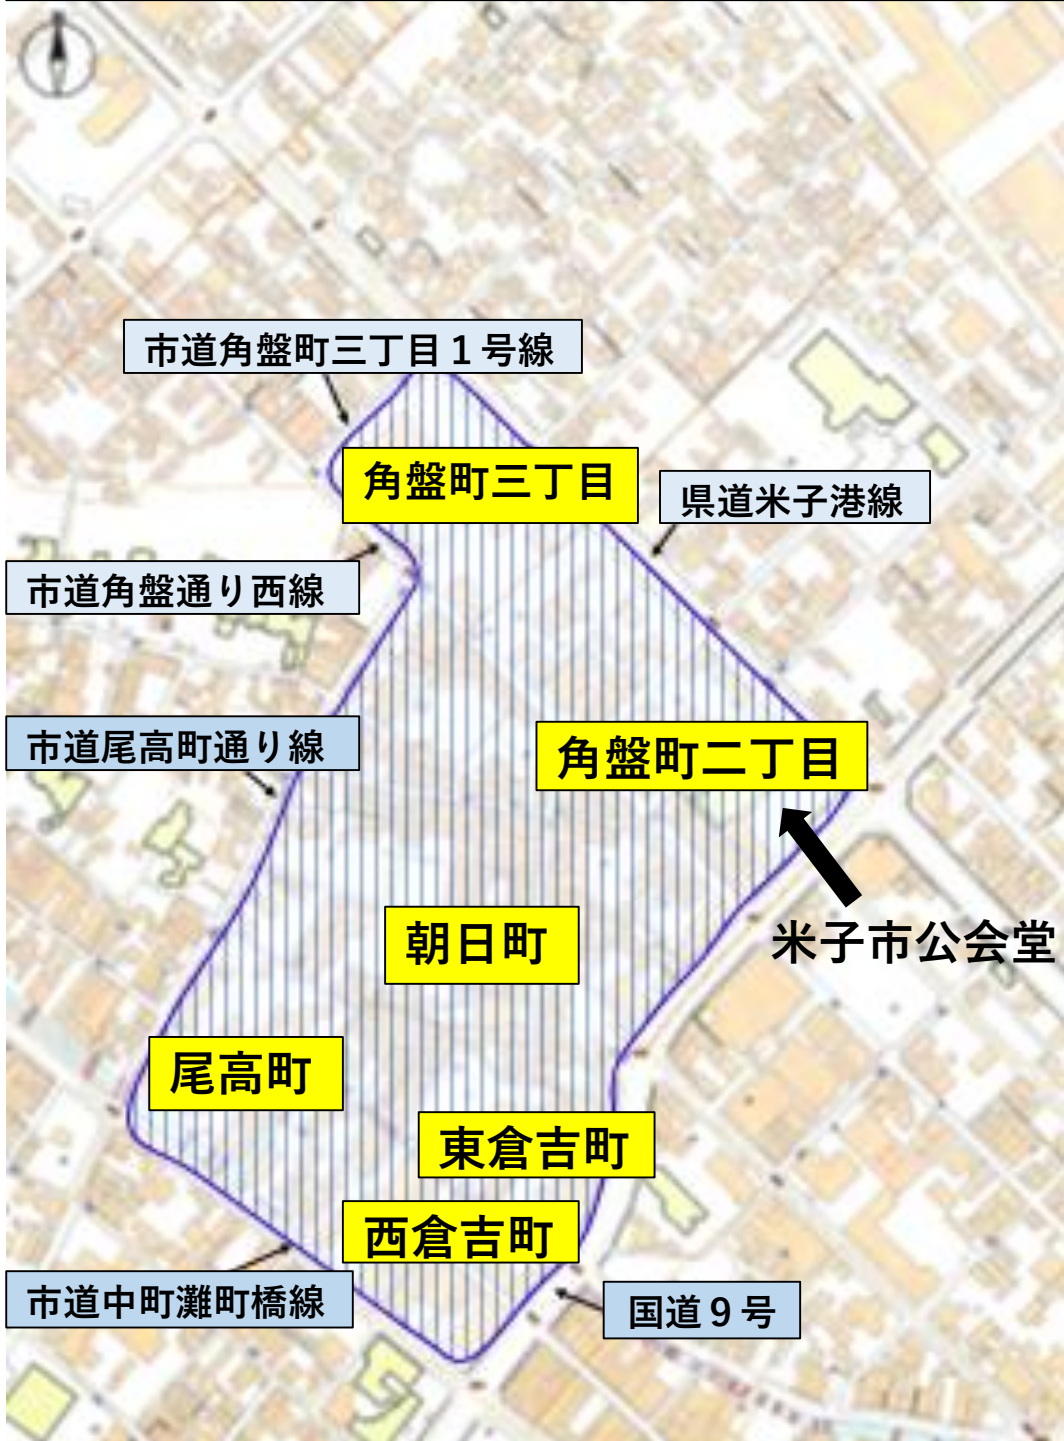 市道角盤町三丁目１号線
角盤町三丁目
県道米子港線
市道角盤通り西線
市道尾高町通り線
角盤町二丁目
朝日町
米子市公会堂
尾高町
東倉吉町
西倉吉町
市道中町灘町橋線
国道９号